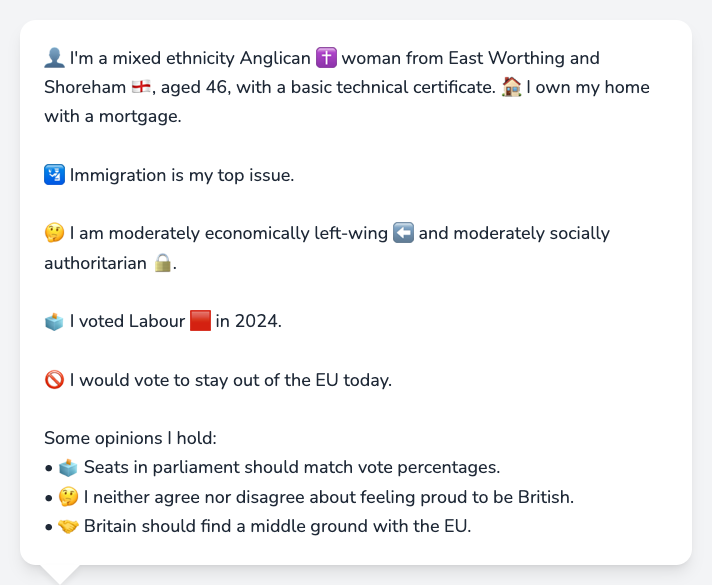 👤 I'm a mixed ethnicity Anglican ✝️ woman from East Worthing and
Shoreham 🏴󠁧󠁢󠁥󠁮󠁧󠁿, aged 46, with a basic technical certificate. 🏠 I own my home
with a mortgage.
🛂 Immigration is my top issue.
🤔 I am moderately economically left-wing ⬅️ and moderately socially
authoritarian 🔒.
🗳️ I voted Labour 🟥 in 2024.
🚫 I would vote to stay out of the EU today.
Some opinions I hold:
• 🗳️ Seats in parliament should match vote percentages.
• 🤔 I neither agree nor disagree about feeling proud to be British.
• 🤝 Britain should find a middle ground with the EU.